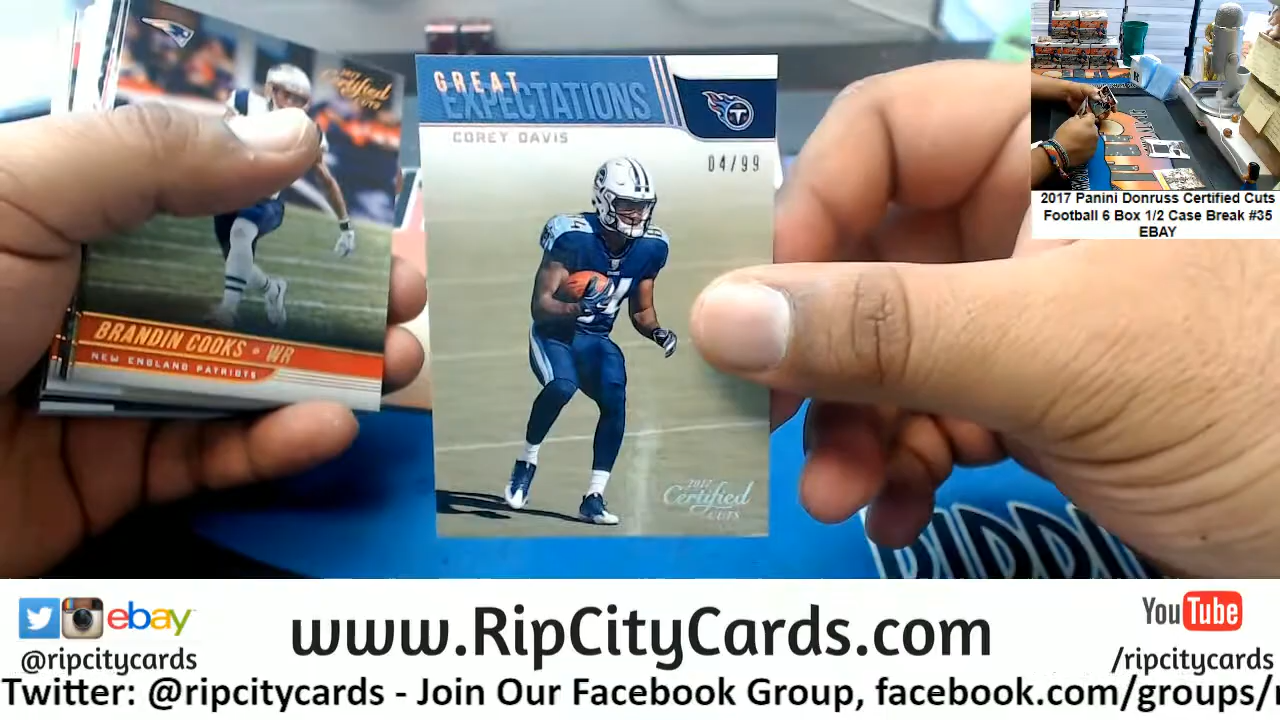 GREAT
EXPECTATIONS
COREY DAVIS
04/99
2017
Certified
CUTS
Certified
CUTS
BRANDIN COOKS • WR
NEW ENGLAND PATRIOTS
2017 Panini Donruss Certified Cuts
Football 6 Box 1/2 Case Break #35
EBAY
ebay
@ripcitycards
www.RipCityCards.com
YouTube
/ripcitycards
Twitter: @ripcitycards - Join Our Facebook Group, facebook.com/groups/